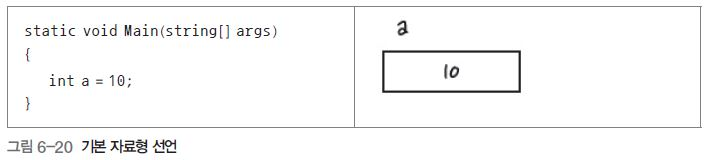 static void Main(string[] args)
{
int a = 10;
}
a
10
그림 6-20 기본 자료형 선언